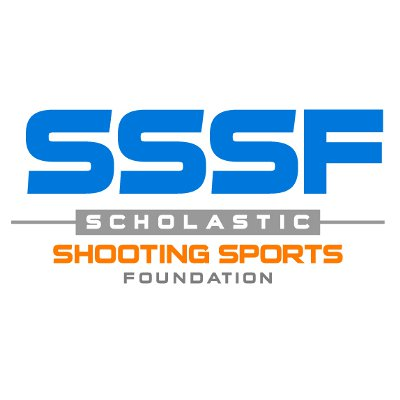 SSSF
SCHOLASTIC
SHOOTING SPORTS
FOUNDATION